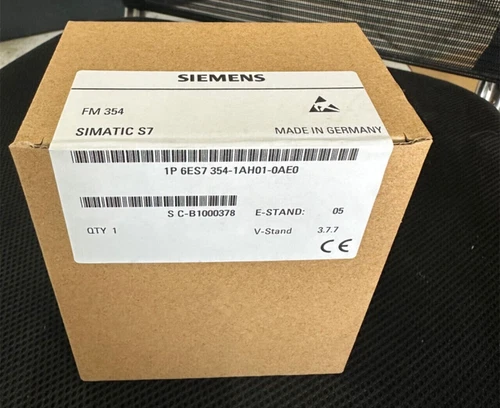 SIEMENS
FM 354
SIMATIC S7 MADE IN GERMANY
1P 6ES7 354-1AH01-0AE0
S C-B1000378 E-STAND: 05
QTY 1 V-Stand 3.7.7
CE